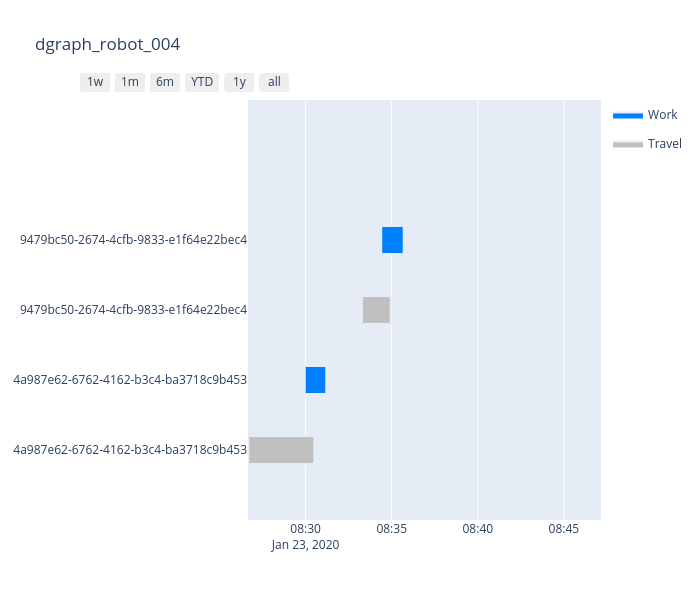 dgraph_robot_004
1w 1m 6m YTD 1y all
Work
Travel
9479bc50-2674-4cfb-9833-e1f64e22bec4
9479bc50-2674-4cfb-9833-e1f64e22bec4
4a987e62-6762-4162-b3c4-ba3718c9b453
4a987e62-6762-4162-b3c4-ba3718c9b453
08:30 08:35 08:40 08:45
Jan 23, 2020